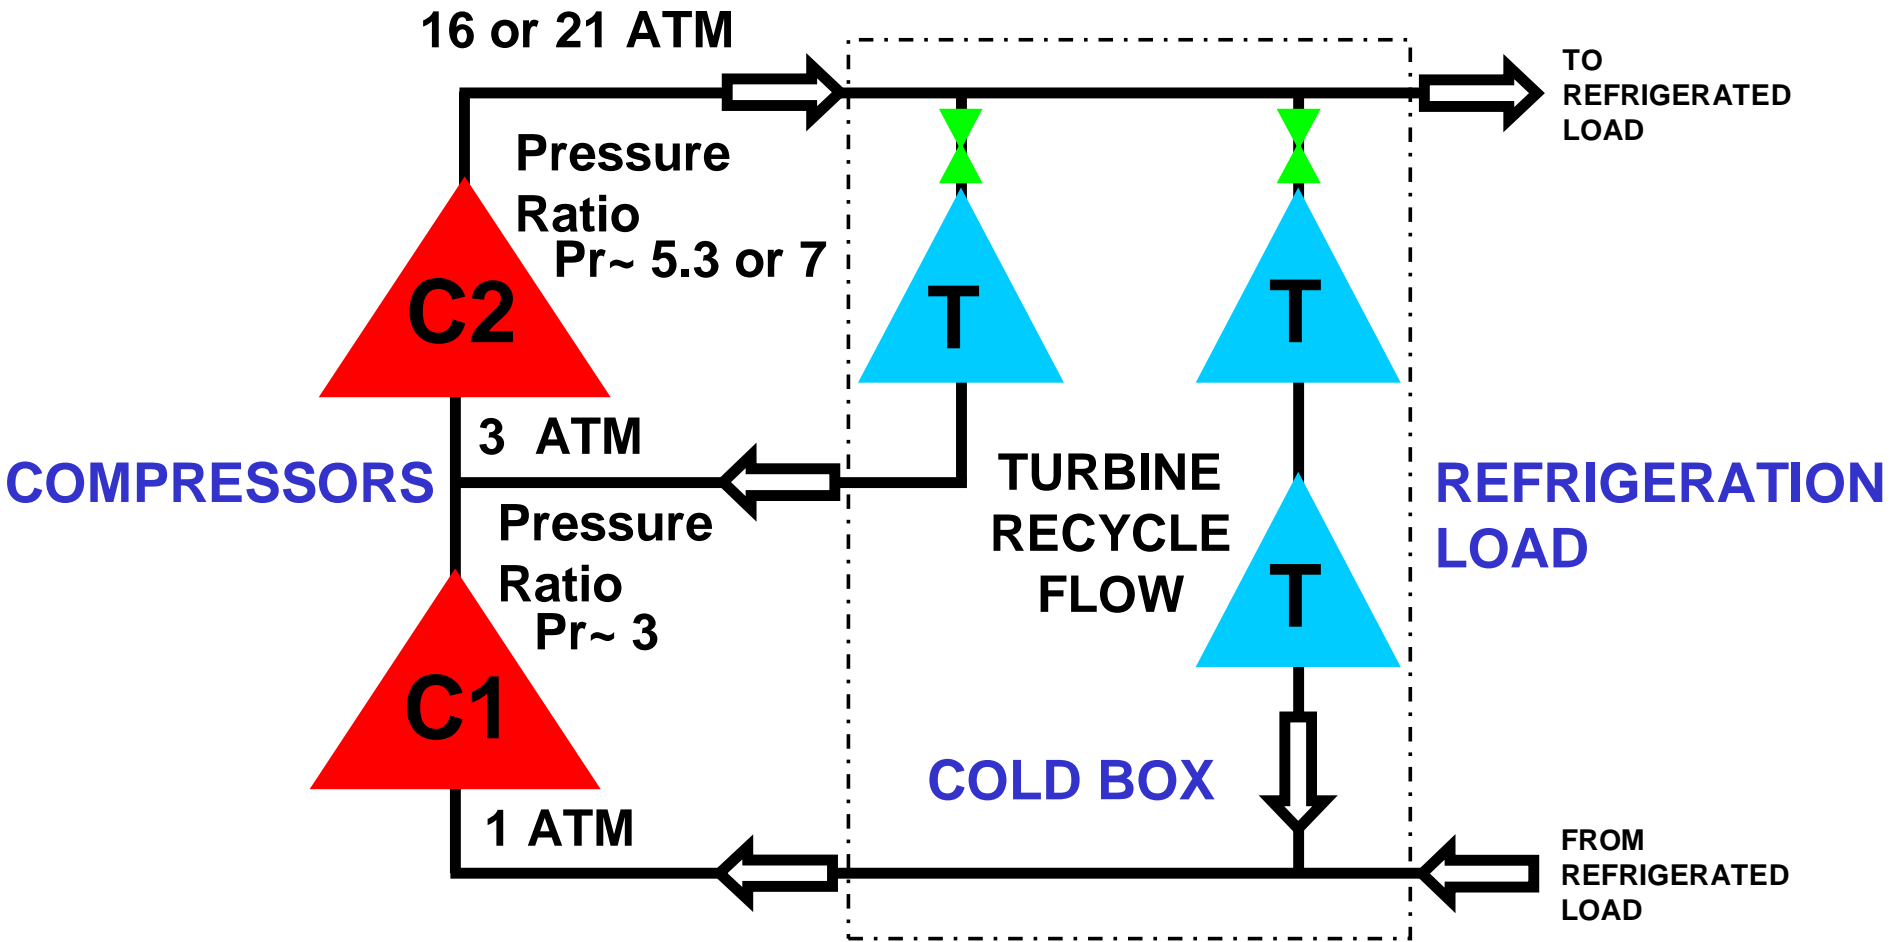 16 or 21 ATM
TO
REFRIGERATED
LOAD
Pressure
Ratio
Pr~ 5.3 or 7
C2
T
T
3 ATM
COMPRESSORS
Pressure
Ratio
Pr~ 3
TURBINE
RECYCLE
FLOW
REFRIGERATION
LOAD
T
C1
COLD BOX
1 ATM
FROM
REFRIGERATED
LOAD